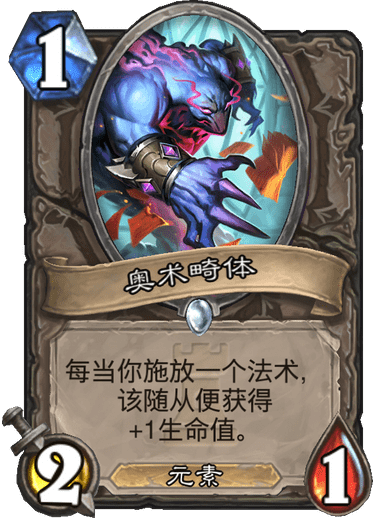 1
奥术畸体
每当你施放一个法术,
该随从便获得
+1生命值。
2
元素
1